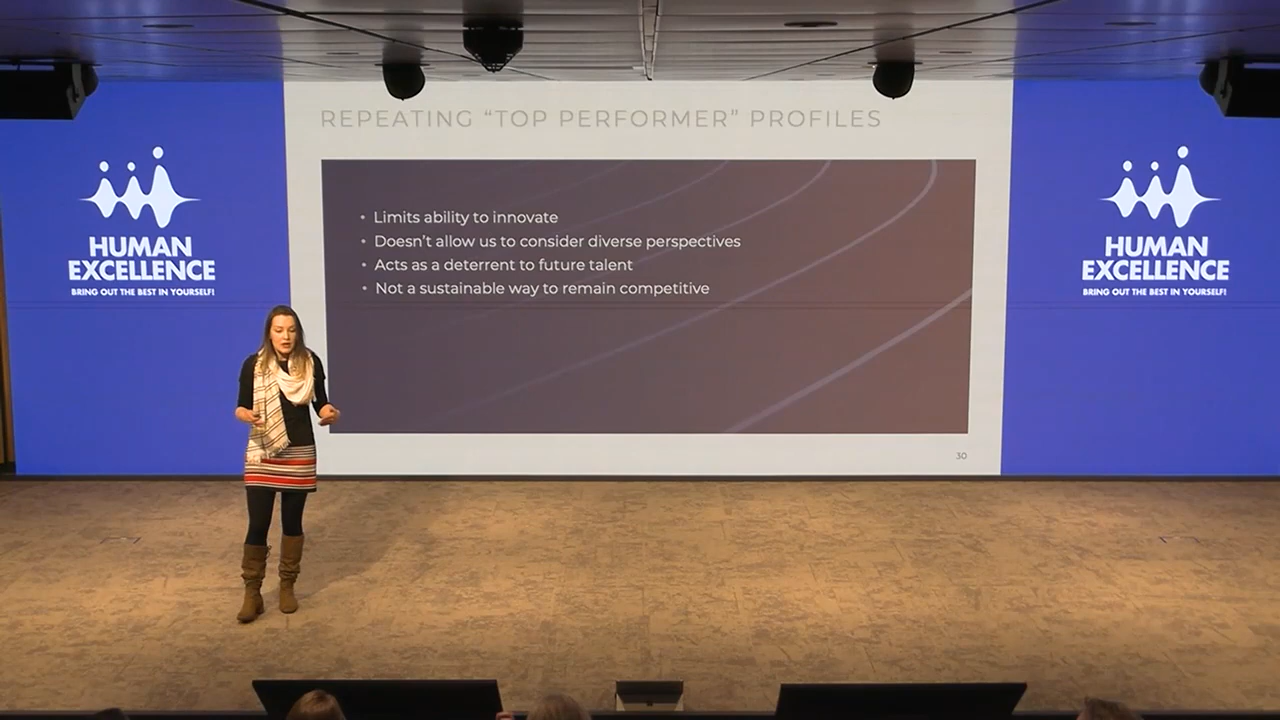 REPEATING “TOP PERFORMER” PROFILES
• Limits ability to innovate
• Doesn’t allow us to consider diverse perspectives
• Acts as a deterrent to future talent
• Not a sustainable way to remain competitive
30
HUMAN
EXCELLENCE
BRING OUT THE BEST IN YOURSELF!
HUMAN
EXCELLENCE
BRING OUT THE BEST IN YOURSELF!